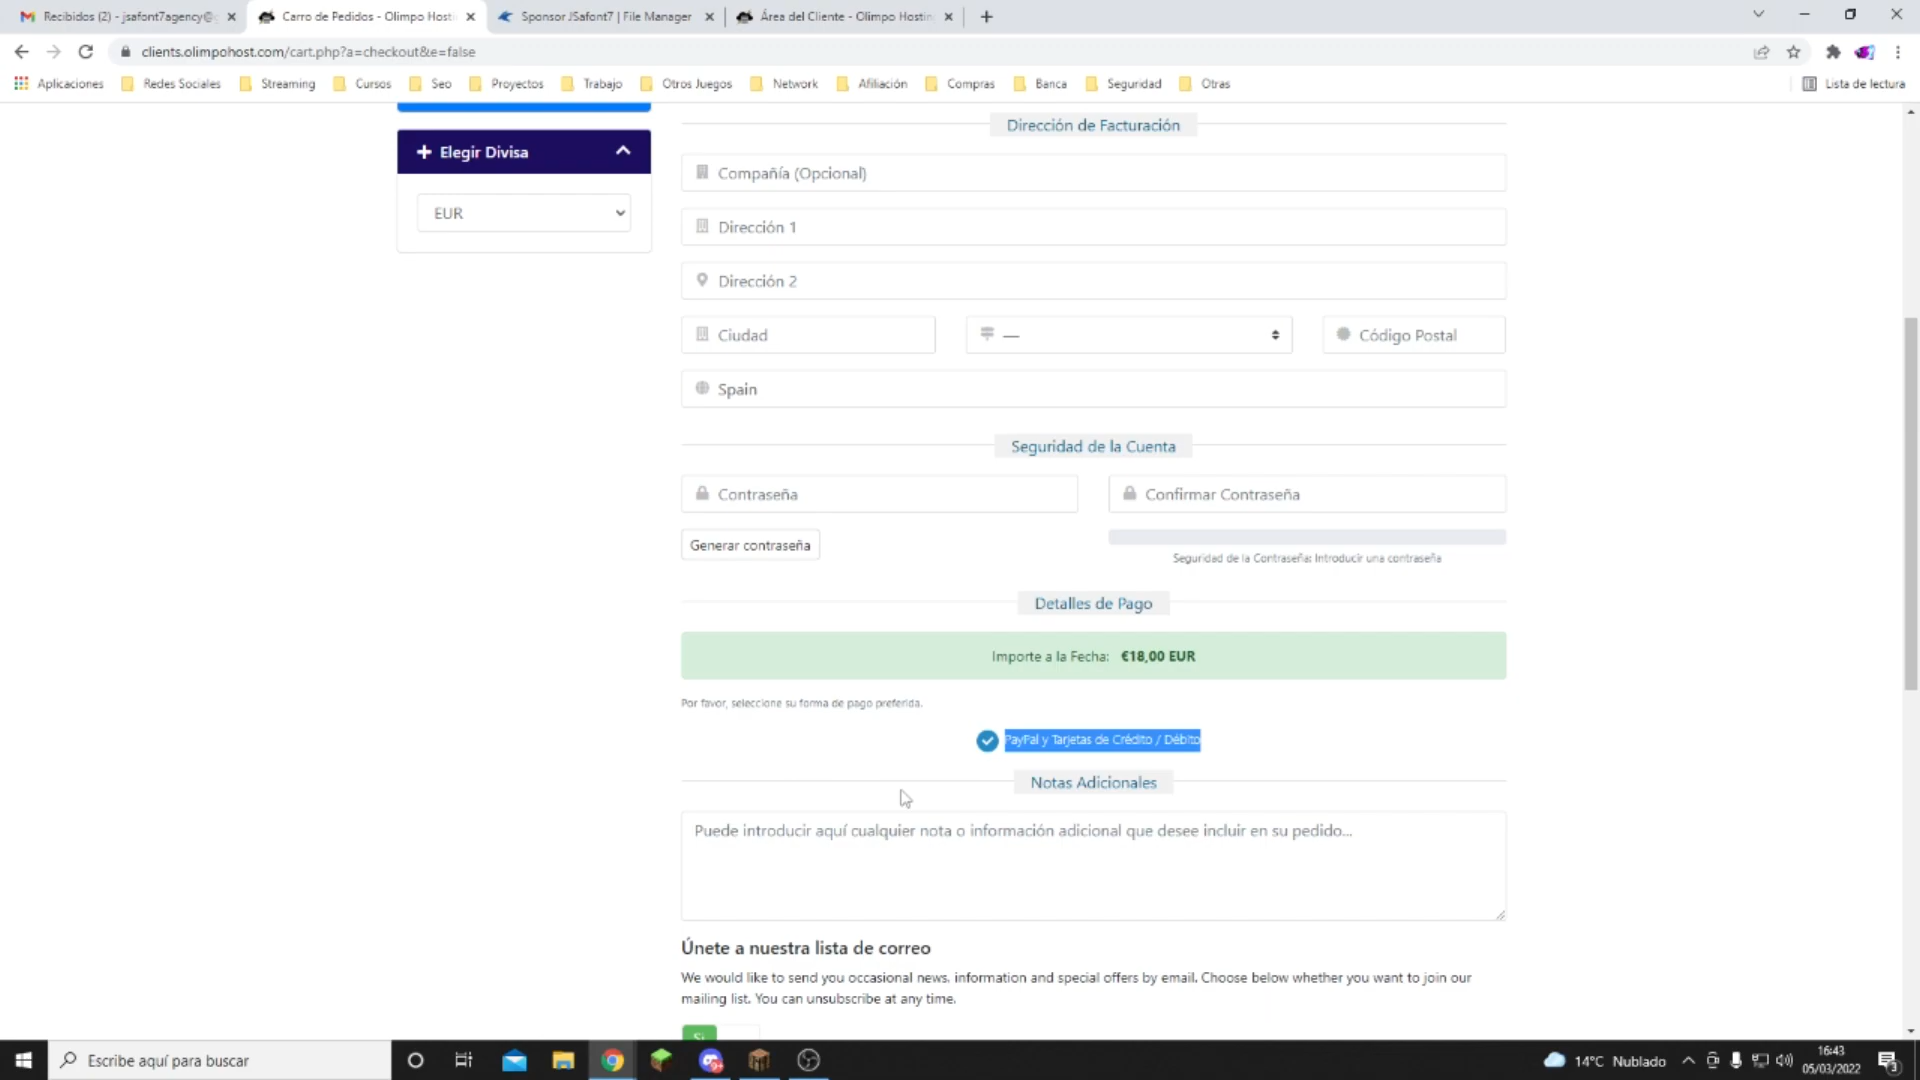 Recibidos (2) - jsafont7agency@g
Carro de Pedidos - Olimpo Hosti
Sponsor JSafont7 | File Manager
Área del Cliente - Olimpo Hosting
clients.olimpohost.com/cart.php?a=checkout&e=false
Aplicaciones
Redes Sociales
Streaming
Cursos
Seo
Proyectos
Trabajo
Otros Juegos
Network
Afiliación
Compras
Banca
Seguridad
Otras
Lista de lectura
Elegir Divisa
EUR
Dirección de Facturación
Compañía (Opcional)
Dirección 1
Dirección 2
Ciudad
—
Código Postal
Spain
Seguridad de la Cuenta
Contraseña
Confirmar Contraseña
Generar contraseña
Seguridad de la Contraseña: Introducir una contraseña
Detalles de Pago
Importe a la Fecha: €18,00 EUR
Por favor, seleccione su forma de pago preferida.
PayPal y Tarjetas de Crédito / Débito
Notas Adicionales
Puede introducir aquí cualquier nota o información adicional que desee incluir en su pedido...
Únete a nuestra lista de correo
We would like to send you occasional news, information and special offers by email. Choose below whether you want to join our
mailing list. You can unsubscribe at any time.
Si
Escribe aquí para buscar
14°C Nublado
16:43
05/03/2022
3